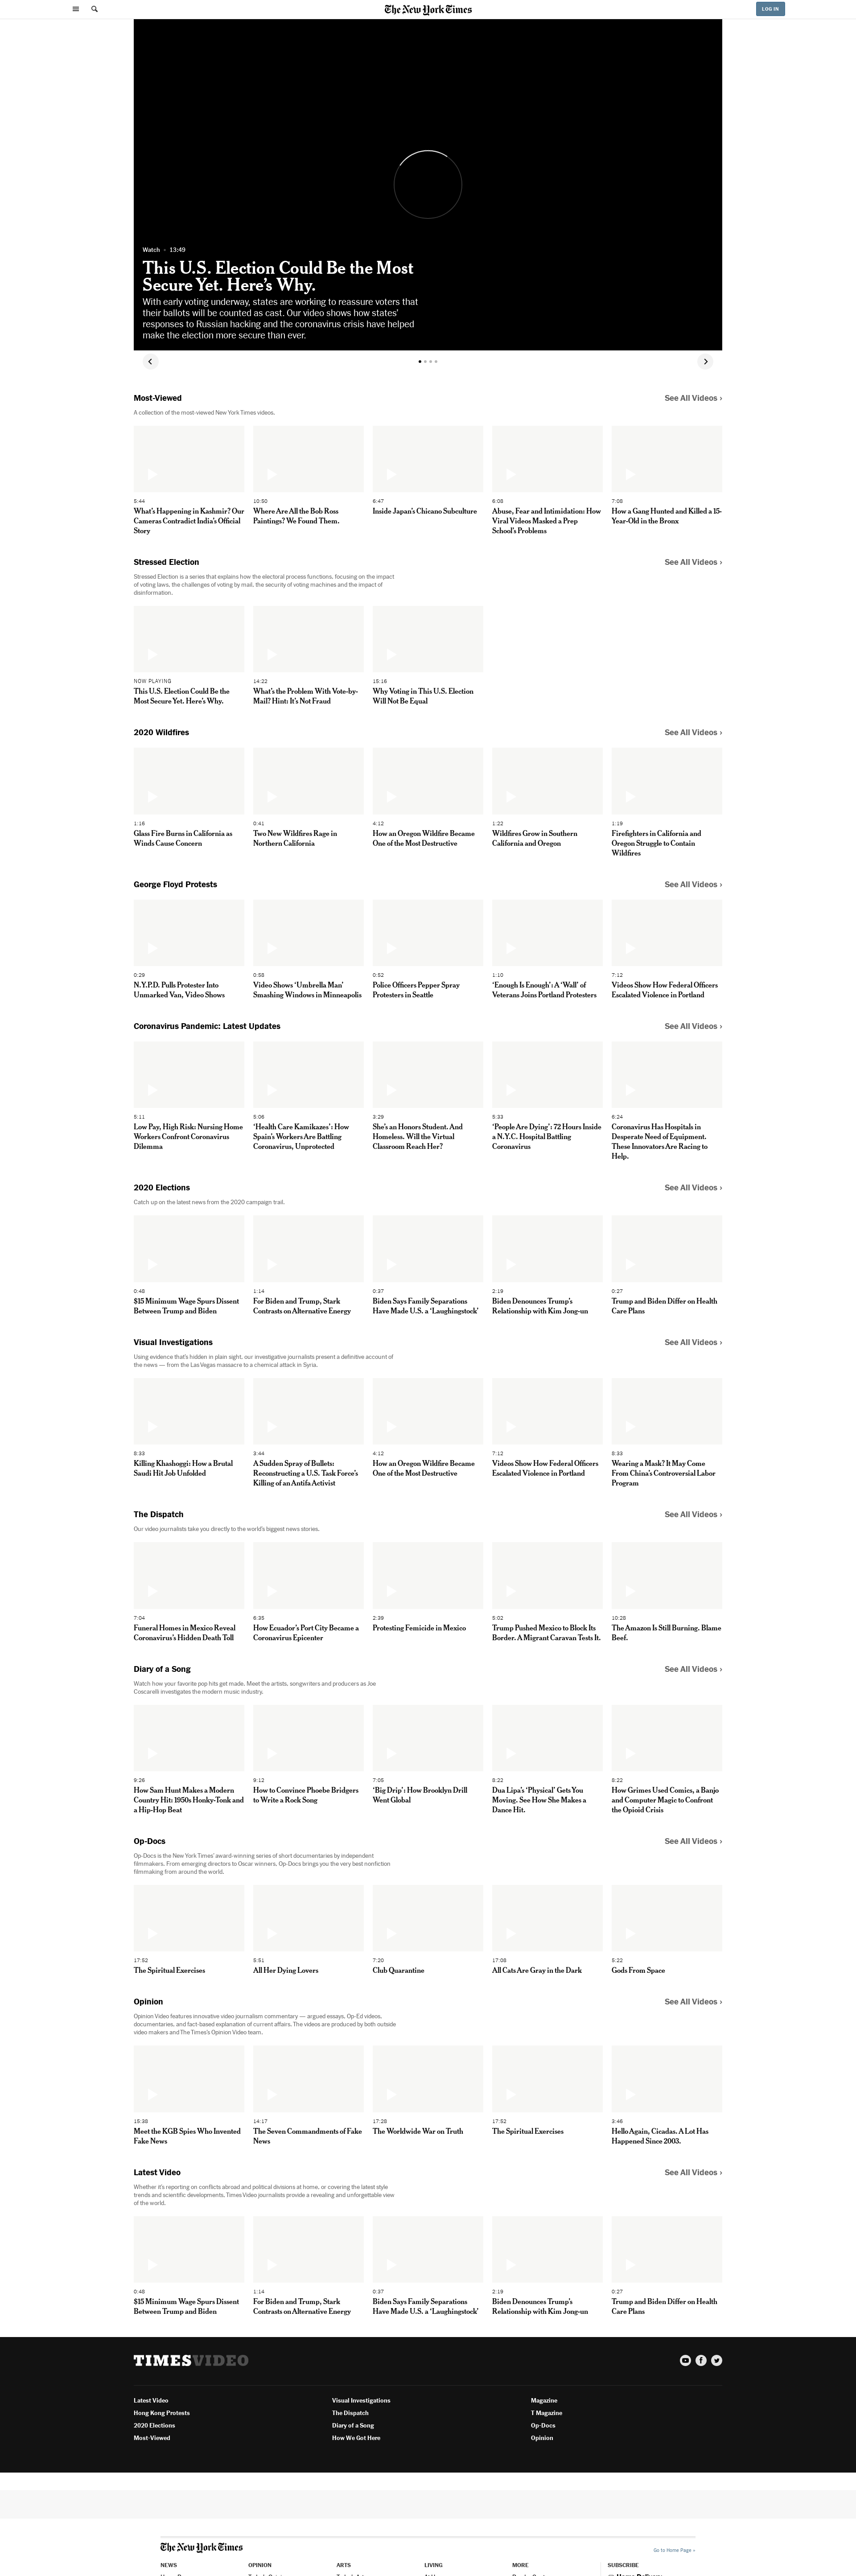 The New York Times
LOG IN
Watch - 13:49
This U.S. Election Could Be the Most
Secure Yet. Here's Why.
With early voting underway, states are working to reassure voters that
their ballots will be counted as cast. Our video shows how states'
responses to Russian hacking and the coronavirus crisis have helped
make the election more secure than ever.
Most-Viewed
See All Videos ›
A collection of the most-viewed New York Times videos.
5:44
What's Happening in Kashmir? Our
Cameras Contradict India's Official
Story
10:50
Where Are All the Bob Ross
Paintings? We Found Them.
6:47
Inside Japan's Chicano Subculture
6:08
Abuse, Fear and Intimidation: How
Viral Videos Masked a Prep
School's Problems
7:08
How a Gang Hunted and Killed a 15-
Year-Old in the Bronx
Stressed Election
See All Videos ›
Stressed Election is a series that explains how the electoral process functions, focusing on the impact
of voting laws, the challenges of voting by mail, the security of voting machines and the impact of
disinformation.
NOW PLAYING
This U.S. Election Could Be the
Most Secure Yet. Here's Why.
14:22
What's the Problem With Vote-by-
Mail? Hint: It's Not Fraud
15:16
Why Voting in This U.S. Election
Will Not Be Equal
2020 Wildfires
See All Videos ›
1:16
Glass Fire Burns in California as
Winds Cause Concern
0:41
Two New Wildfires Rage in
Northern California
4:12
How an Oregon Wildfire Became
One of the Most Destructive
1:22
Wildfires Grow in Southern
California and Oregon
1:19
Firefighters in California and
Oregon Struggle to Contain
Wildfires
George Floyd Protests
See All Videos ›
0:29
N.Y.P.D. Pulls Protester Into
Unmarked Van, Video Shows
0:58
Video Shows 'Umbrella Man'
Smashing Windows in Minneapolis
0:52
Police Officers Pepper Spray
Protesters in Seattle
1:10
'Enough Is Enough': A 'Wall' of
Veterans Joins Portland Protesters
7:12
Videos Show How Federal Officers
Escalated Violence in Portland
Coronavirus Pandemic: Latest Updates
See All Videos ›
5:11
Low Pay, High Risk: Nursing Home
Workers Confront Coronavirus
Dilemma
5:06
'Health Care Kamikazes': How
Spain's Workers Are Battling
Coronavirus, Unprotected
3:29
She's an Honors Student. And
Homeless. Will the Virtual
Classroom Reach Her?
5:33
'People Are Dying': 72 Hours Inside
a N.Y.C. Hospital Battling
Coronavirus
6:24
Coronavirus Has Hospitals in
Desperate Need of Equipment.
These Innovators Are Racing to
Help.
2020 Elections
See All Videos ›
Catch up on the latest news from the 2020 campaign trail.
0:48
$15 Minimum Wage Spurs Dissent
Between Trump and Biden
1:14
For Biden and Trump, Stark
Contrasts on Alternative Energy
0:37
Biden Says Family Separations
Have Made U.S. a 'Laughingstock'
2:19
Biden Denounces Trump's
Relationship with Kim Jong-un
0:27
Trump and Biden Differ on Health
Care Plans
Visual Investigations
See All Videos ›
Using evidence that's hidden in plain sight, our investigative journalists present a definitive account of
the news — from the Las Vegas massacre to a chemical attack in Syria.
8:33
Killing Khashoggi: How a Brutal
Saudi Hit Job Unfolded
3:44
A Sudden Spray of Bullets:
Reconstructing a U.S. Task Force's
Killing of an Antifa Activist
4:12
How an Oregon Wildfire Became
One of the Most Destructive
7:12
Videos Show How Federal Officers
Escalated Violence in Portland
8:33
Wearing a Mask? It May Come
From China's Controversial Labor
Program
The Dispatch
See All Videos ›
Our video journalists take you directly to the world's biggest news stories.
7:04
Funeral Homes in Mexico Reveal
Coronavirus's Hidden Death Toll
6:35
How Ecuador's Port City Became a
Coronavirus Epicenter
2:39
Protesting Femicide in Mexico
5:02
Trump Pushed Mexico to Block Its
Border. A Migrant Caravan Tests It.
10:28
The Amazon Is Still Burning. Blame
Beef.
Diary of a Song
See All Videos ›
Watch how your favorite pop hits get made. Meet the artists, songwriters and producers as Joe
Coscarelli investigates the modern music industry.
9:26
How Sam Hunt Makes a Modern
Country Hit: 1950s Honky-Tonk and
a Hip-Hop Beat
9:12
How to Convince Phoebe Bridgers
to Write a Rock Song
7:05
'Big Drip': How Brooklyn Drill
Went Global
8:22
Dua Lipa's 'Physical' Gets You
Moving. See How She Makes a
Dance Hit.
8:22
How Grimes Used Comics, a Banjo
and Computer Magic to Confront
the Opioid Crisis
Op-Docs
See All Videos ›
Op-Docs is the New York Times' award-winning series of short documentaries by independent
filmmakers. From emerging directors to Oscar winners, Op-Docs brings you the very best nonfiction
filmmaking from around the world.
17:52
The Spiritual Exercises
5:51
All Her Dying Lovers
7:20
Club Quarantine
17:08
All Cats Are Gray in the Dark
5:22
Gods From Space
Opinion
See All Videos ›
Opinion Video features innovative video journalism commentary — argued essays, Op-Ed videos,
documentaries, and fact-based explanation of current affairs. The videos are produced by both outside
video makers and The Times's Opinion Video team.
15:38
Meet the KGB Spies Who Invented
Fake News
14:17
The Seven Commandments of Fake
News
17:28
The Worldwide War on Truth
17:52
The Spiritual Exercises
3:46
Hello Again, Cicadas. A Lot Has
Happened Since 2003.
Latest Video
See All Videos ›
Whether it's reporting on conflicts abroad and political divisions at home, or covering the latest style
trends and scientific developments, Times Video journalists provide a revealing and unforgettable view
of the world.
0:48
$15 Minimum Wage Spurs Dissent
Between Trump and Biden
1:14
For Biden and Trump, Stark
Contrasts on Alternative Energy
0:37
Biden Says Family Separations
Have Made U.S. a 'Laughingstock'
2:19
Biden Denounces Trump's
Relationship with Kim Jong-un
0:27
Trump and Biden Differ on Health
Care Plans
TIMESVIDEO
Latest Video
Hong Kong Protests
2020 Elections
Most-Viewed
Visual Investigations
The Dispatch
Diary of a Song
How We Got Here
Magazine
T Magazine
Op-Docs
Opinion
The New York Times
Go to Home Page »
NEWS
OPINION
ARTS
LIVING
MORE
SUBSCRIBE